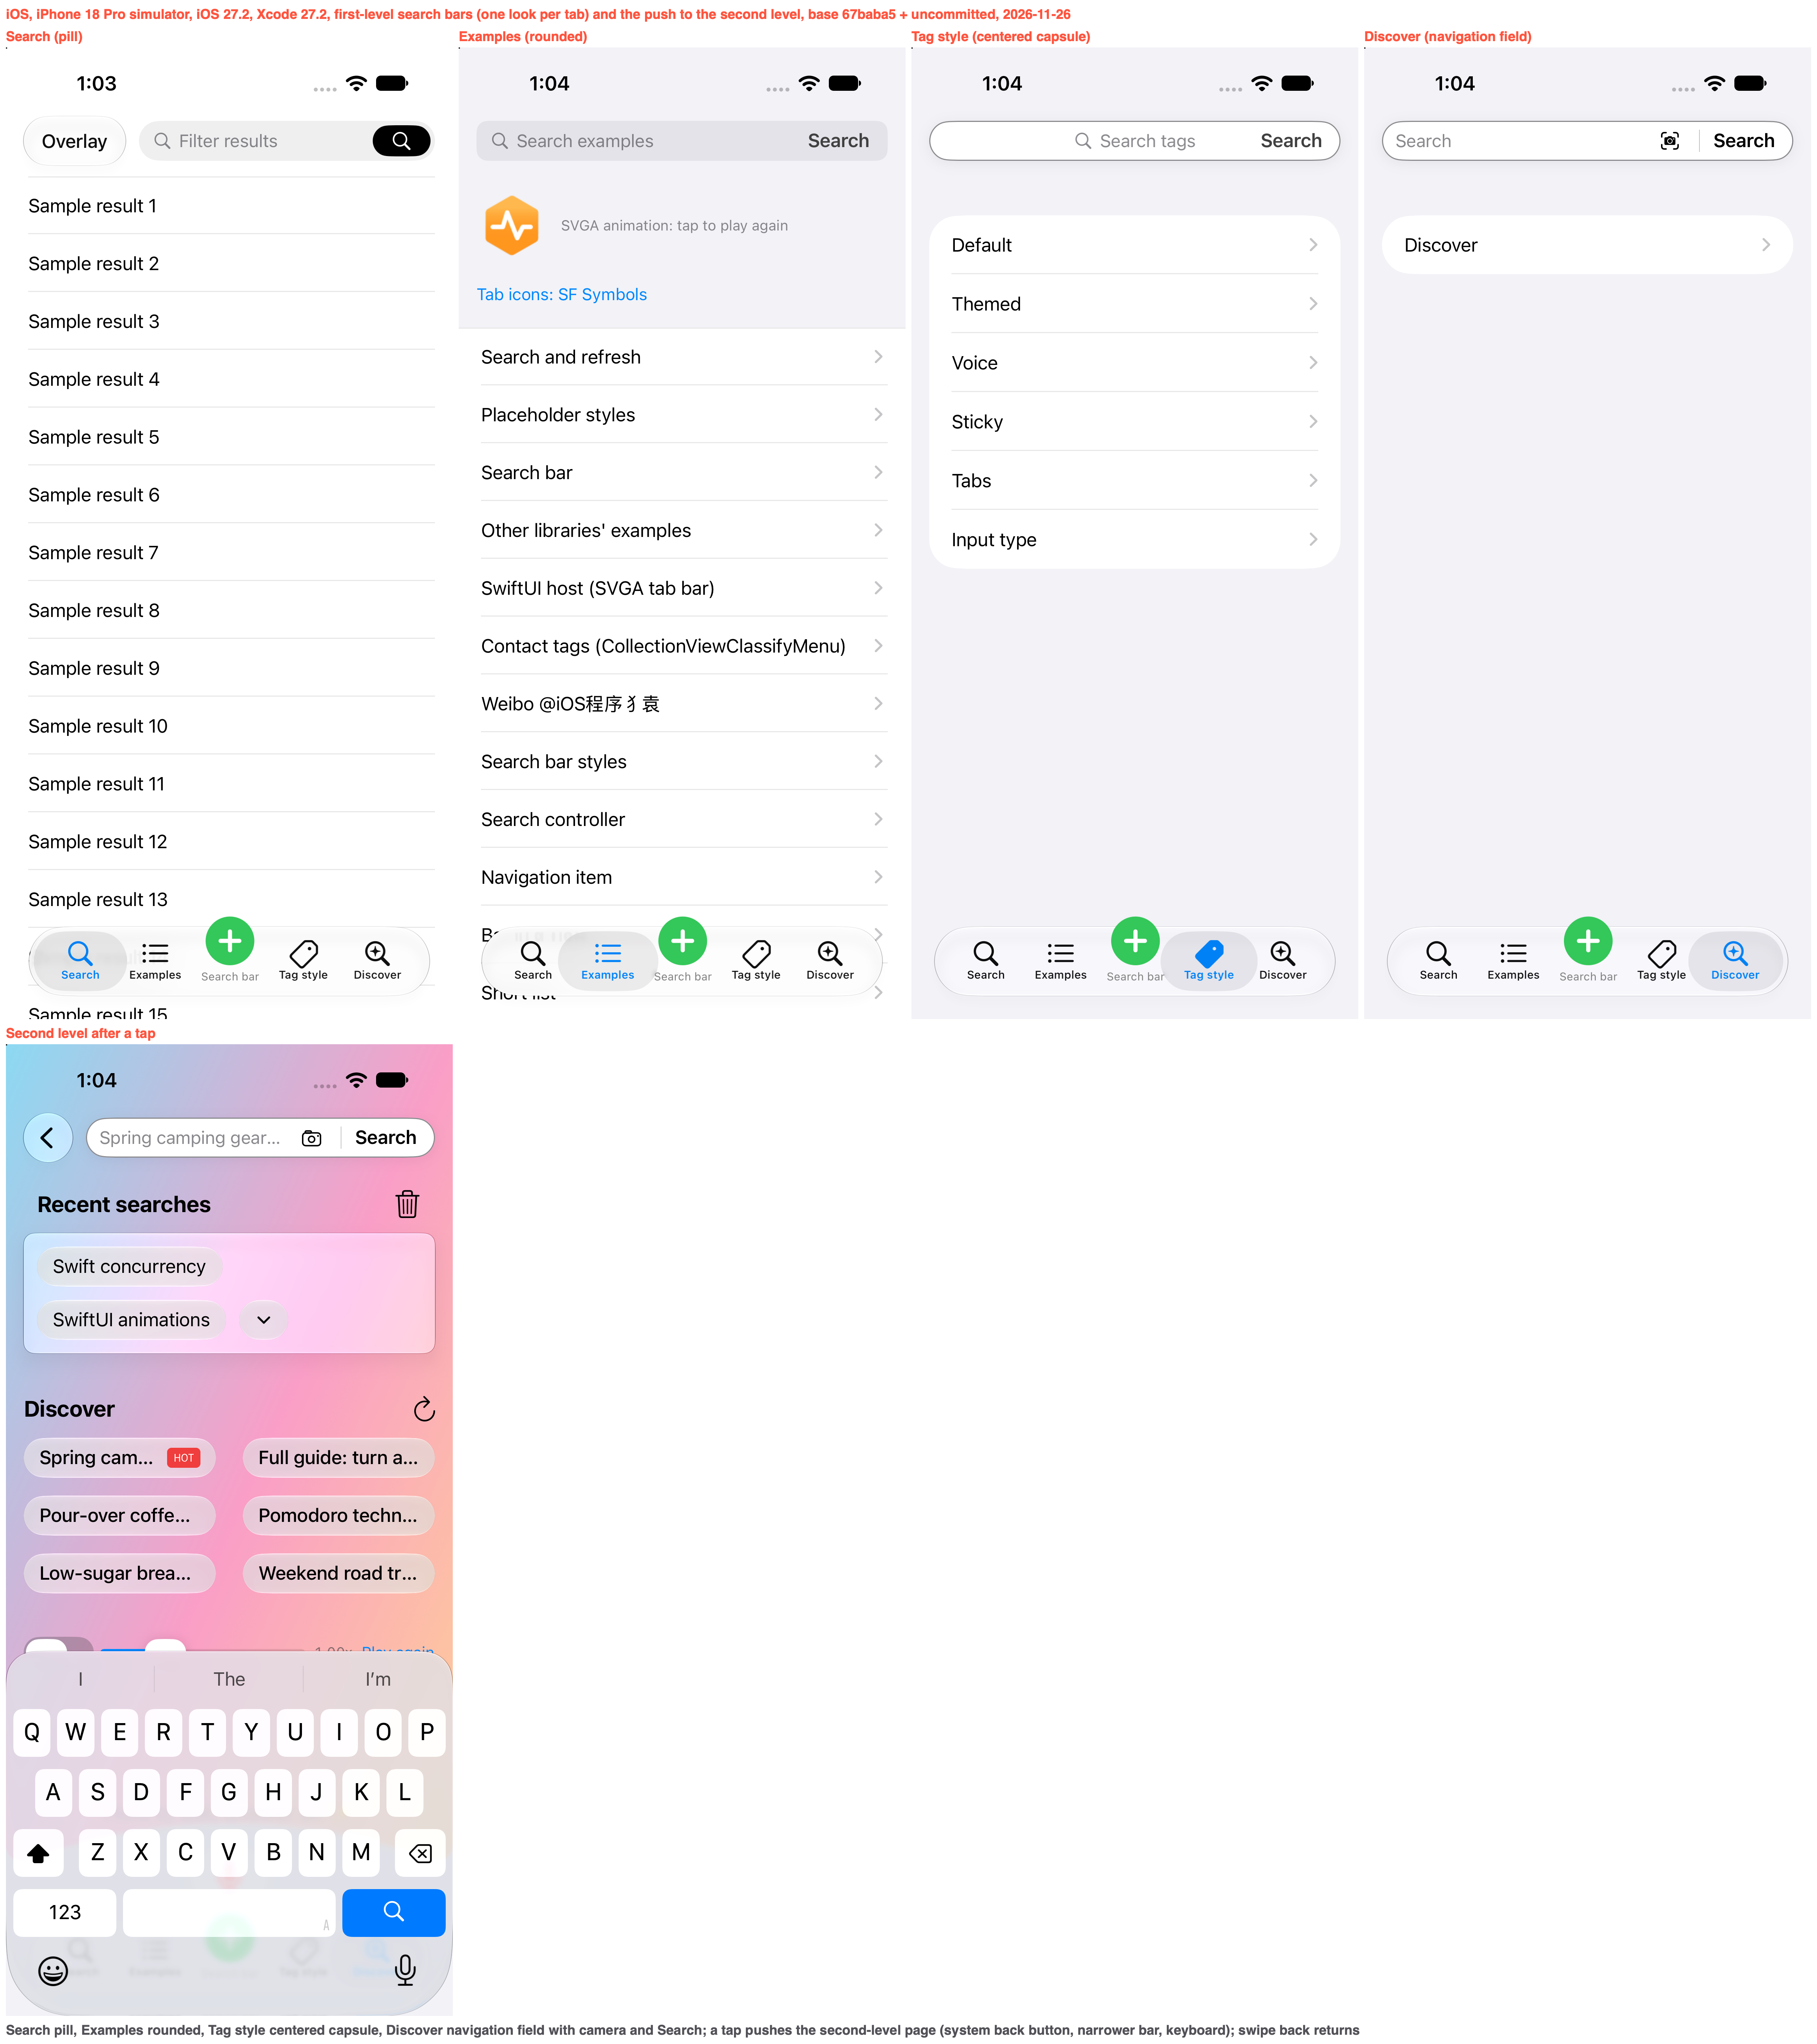 iOS, iPhone 18 Pro simulator, iOS 27.2, Xcode 27.2, first-level search bars (one look per tab) and the push to the second level, base 67baba5 + uncommitted, 2026-11-26
Search (pill)
1:03
Overlay
Filter results
Sample result 1
Sample result 2
Sample result 3
Sample result 4
Sample result 5
Sample result 6
Sample result 7
Sample result 8
Sample result 9
Sample result 10
Sample result 11
Sample result 12
Sample result 13
Search
Examples
Search bar
Tag style
Discover
Sample result 15
Examples (rounded)
1:04
Search examples
Search
SVGA animation: tap to play again
Tab icons: SF Symbols
Search and refresh
Placeholder styles
Search bar
Other libraries' examples
SwiftUI host (SVGA tab bar)
Contact tags (CollectionViewClassifyMenu)
Weibo @iOS程序犭袁
Search bar styles
Search controller
Navigation item
Search
Examples
Search bar
Tag style
Discover
Short list
Tag style (centered capsule)
1:04
Search tags
Search
Default
Themed
Voice
Sticky
Tabs
Input type
Search
Examples
Search bar
Tag style
Discover
Discover (navigation field)
1:04
Search
Search
Discover
Search
Examples
Search bar
Tag style
Discover
Second level after a tap
1:04
Spring camping gear...
Search
Recent searches
Swift concurrency
SwiftUI animations
Discover
Spring cam... HOT
Full guide: turn a...
Pour-over coffe...
Pomodoro techn...
Low-sugar brea...
Weekend road tr...
1.00x Play again
I The I'm
Q W E R T Y U I O P
A S D F G H J K L
Z X C V B N M
123
Search pill, Examples rounded, Tag style centered capsule, Discover navigation field with camera and Search; a tap pushes the second-level page (system back button, narrower bar, keyboard); swipe back returns